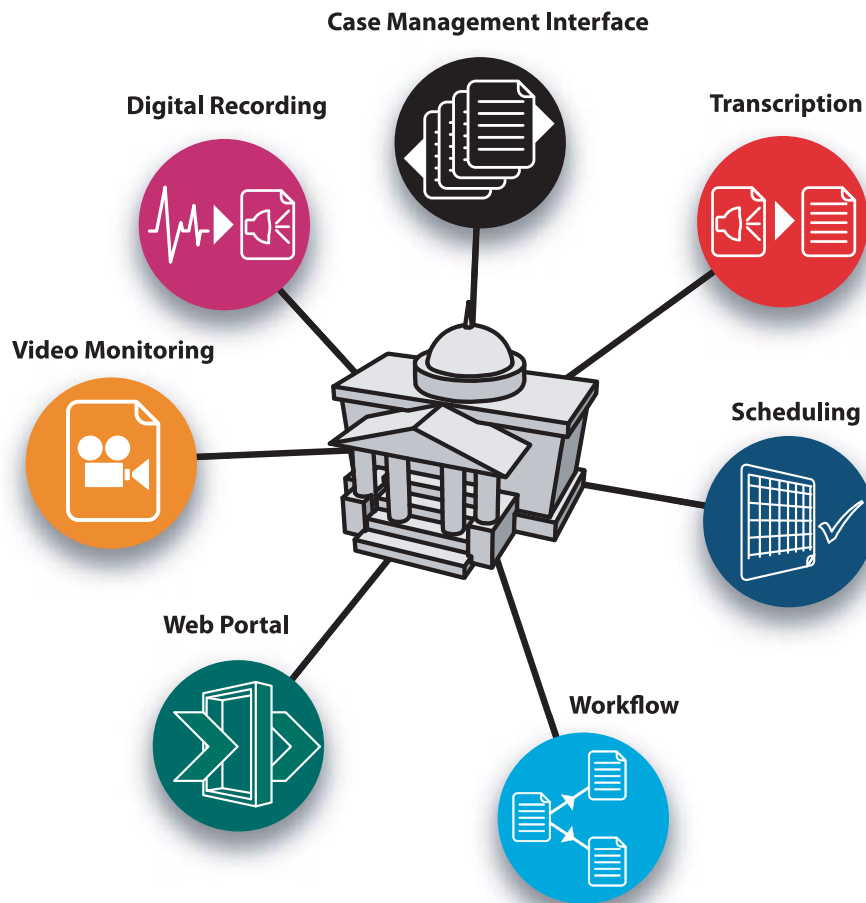 Case Management Interface
Digital Recording
Transcription
Video Monitoring
Scheduling
Web Portal
Workflow